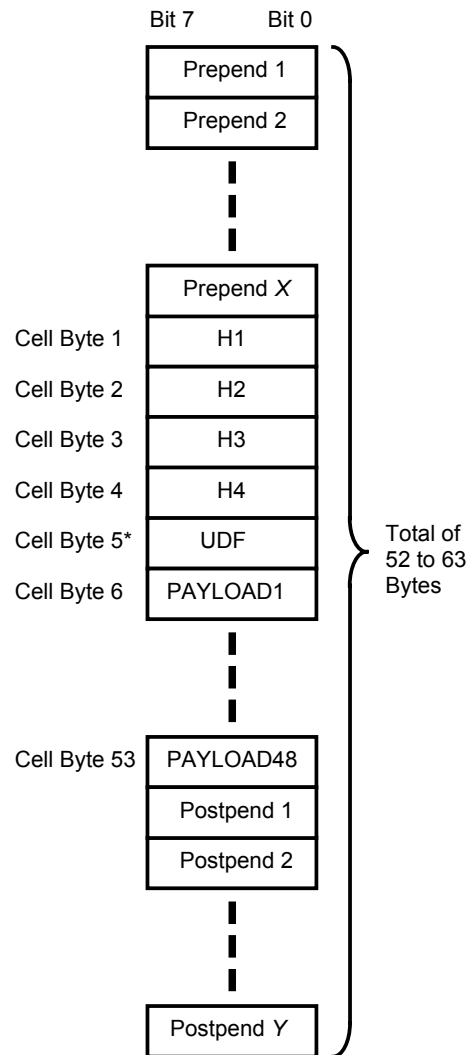 Bit 7 Bit 0
Prepend 1
Prepend 2
Prepend X
Cell Byte 1 H1
Cell Byte 2 H2
Cell Byte 3 H3
Cell Byte 4 H4
Cell Byte 5* UDF
Cell Byte 6 PAYLOAD1
Total of
52 to 63
Bytes
Cell Byte 53 PAYLOAD48
Postpend 1
Postpend 2
Postpend Y